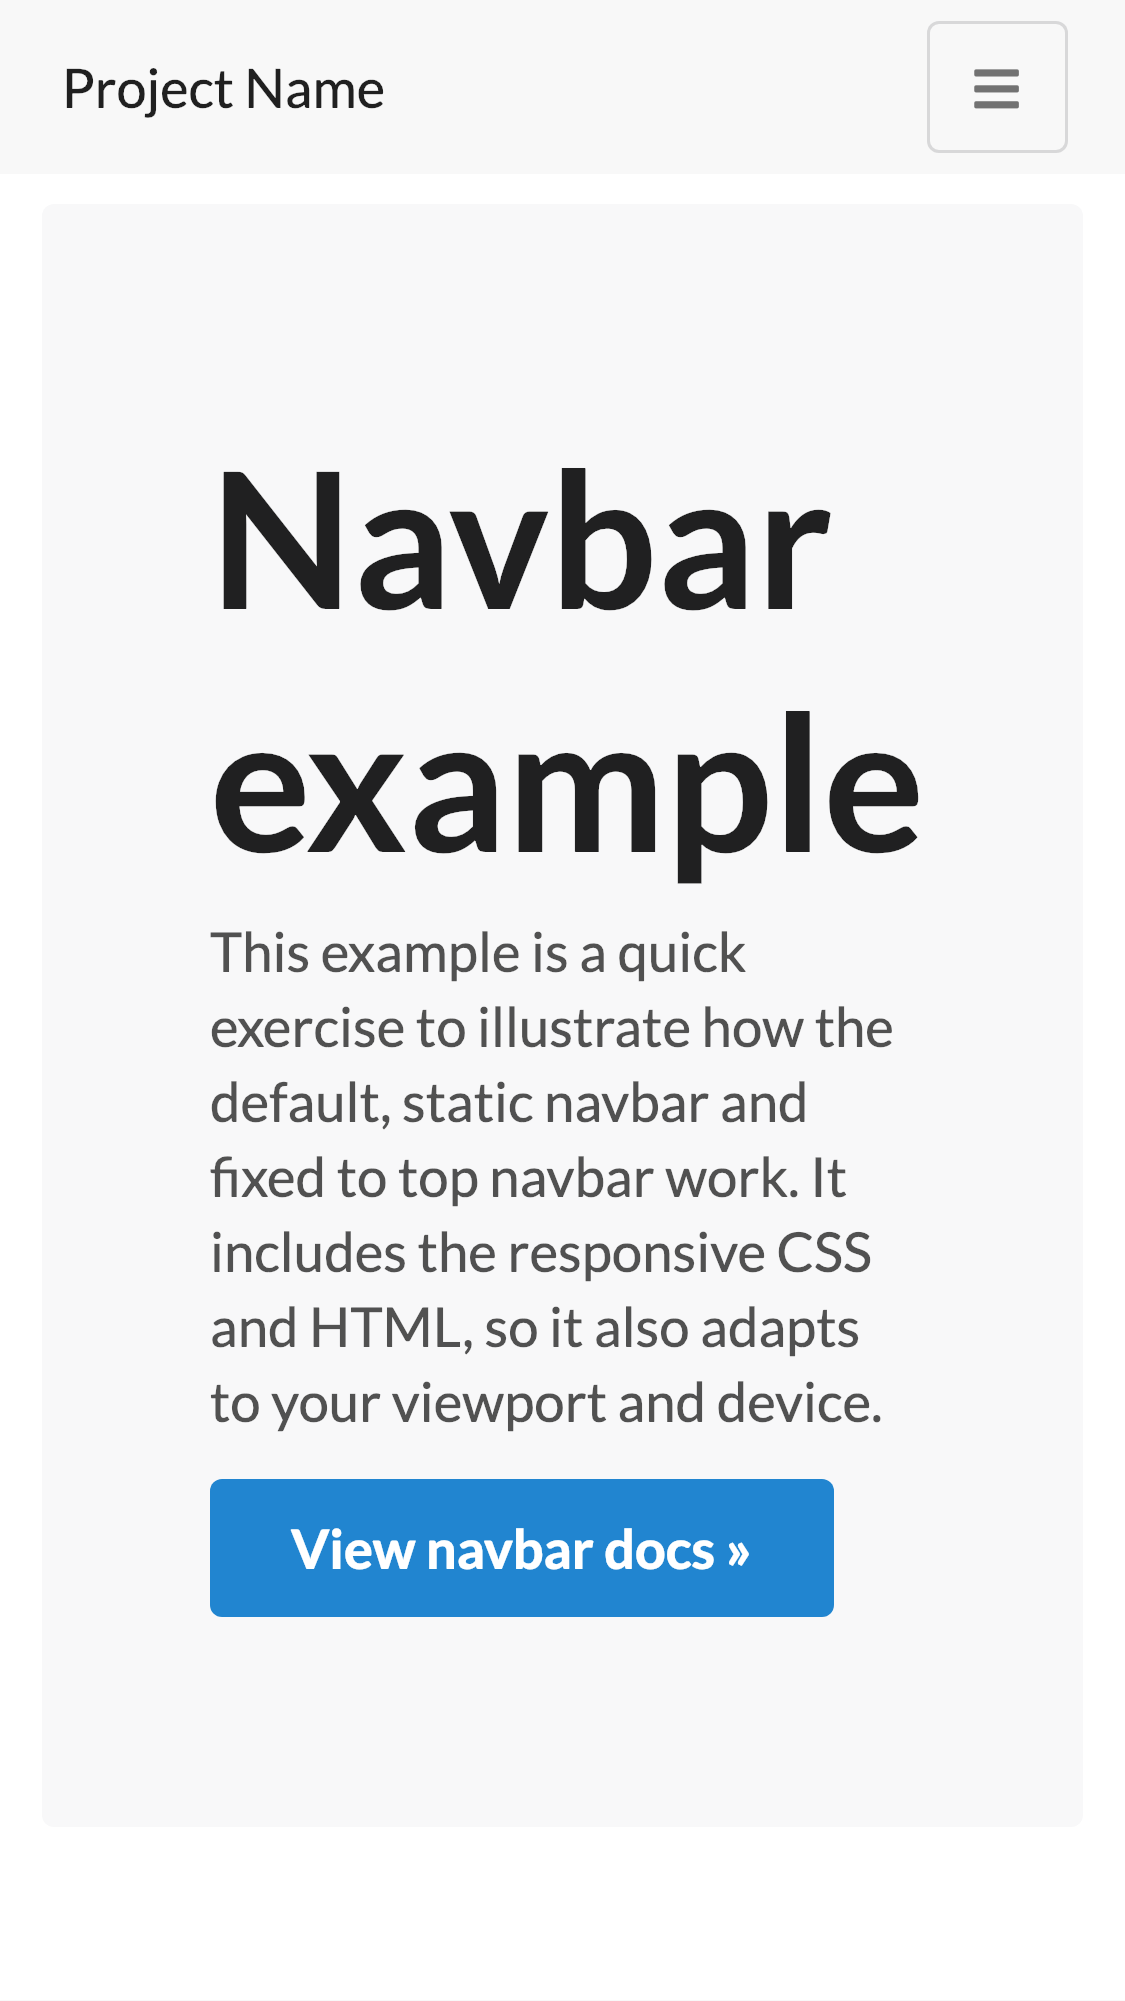 Project Name
Navbar
example
This example is a quick
exercise to illustrate how the
default, static navbar and
fixed to top navbar work. It
includes the responsive CSS
and HTML, so it also adapts
to your viewport and device.
View navbar docs »